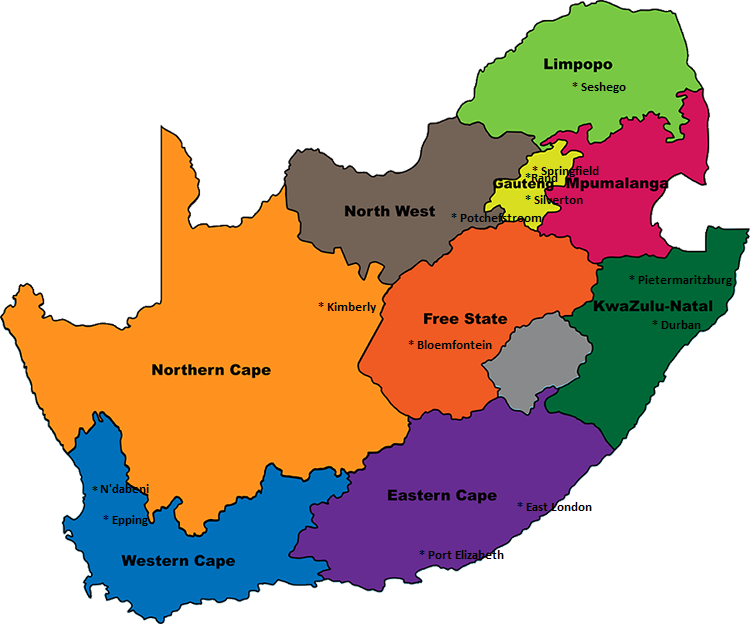 Limpopo
* Seshego
* Springfield
*Rand
Gauteng
Mpumalanga
* Silverton
North West
* Potchefstroom
* Pietermaritzburg
* Kimberly
KwaZulu-Natal
Free State
* Durban
* Bloemfontein
Northern Cape
* N'dabeni
Eastern Cape
* East London
* Epping
* Port Elizabeth
Western Cape